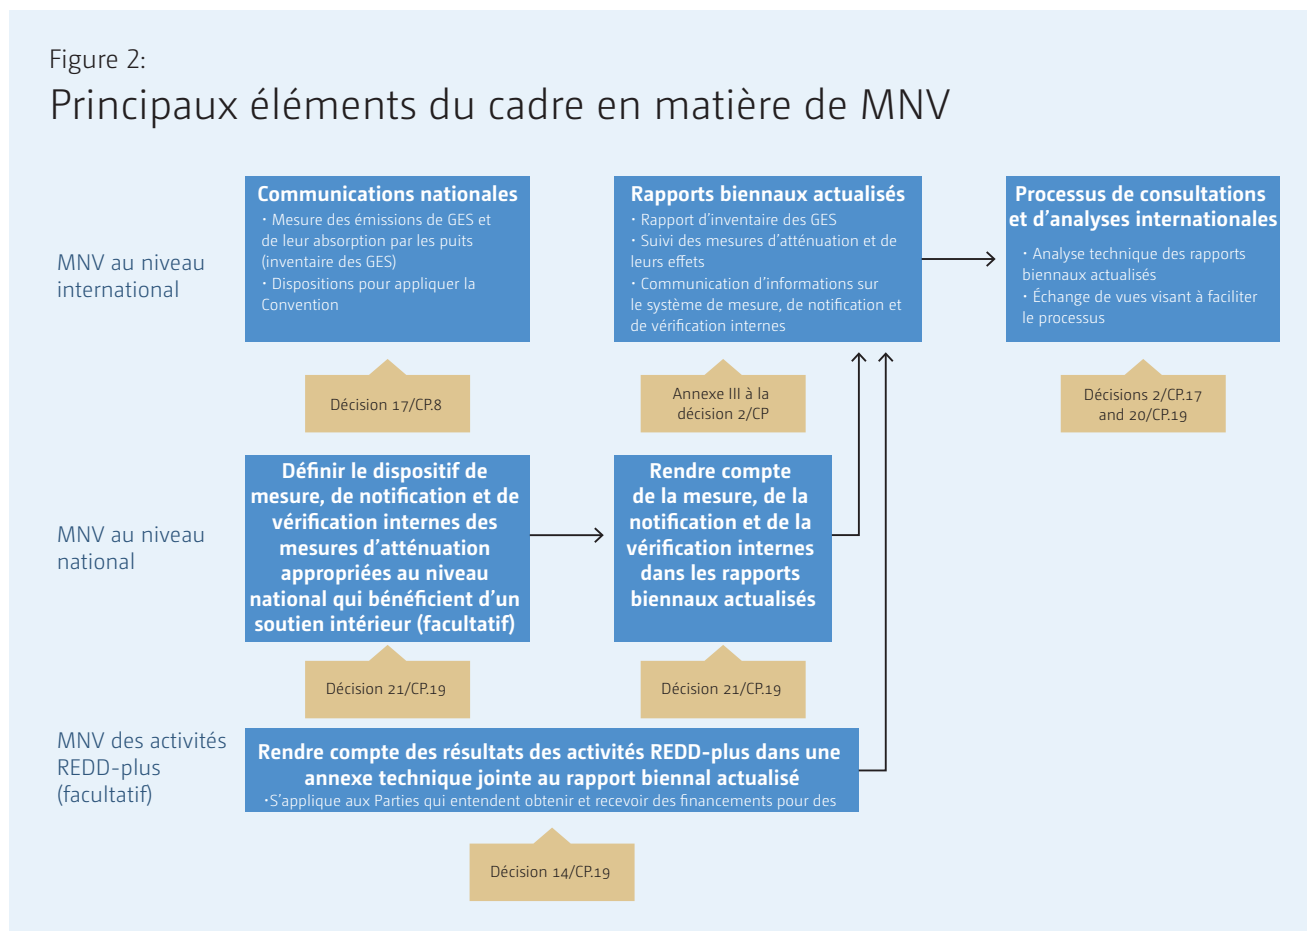 Figure 2:
Principaux éléments du cadre en matière de MNV
MNV au niveau
international
Communications nationales
· Mesure des émissions de GES et
de leur absorption par les puits
(inventaire des GES)
· Dispositions pour appliquer la
Convention
Décision 17/CP.8
Rapports biennaux actualisés
· Rapport d'inventaire des GES
· Suivi des mesures d'atténuation et de
leurs effets
· Communication d'informations sur
le système de mesure, de notification et
de vérification internes
Annexe III à la
décision 2/CP
Processus de consultations
et d'analyses internationales
· Analyse technique des rapports
biennaux actualisés
· Échange de vues visant à faciliter
le processus
Décisions 2/CP.17
and 20/CP.19
MNV au niveau
national
Définir le dispositif de
mesure, de notification et de
vérification internes des
mesures d'atténuation
appropriées au niveau
national qui bénéficient d'un
soutien intérieur (facultatif)
Décision 21/CP.19
Rendre compte
de la mesure, de la
notification et de la
vérification internes
dans les rapports
biennaux actualisés
Décision 21/CP.19
MNV des activités
REDD-plus
(facultatif)
Rendre compte des résultats des activités REDD-plus dans une
annexe technique jointe au rapport biennal actualisé
·S'applique aux Parties qui entendent obtenir et recevoir des financements pour des
Décision 14/CP.19